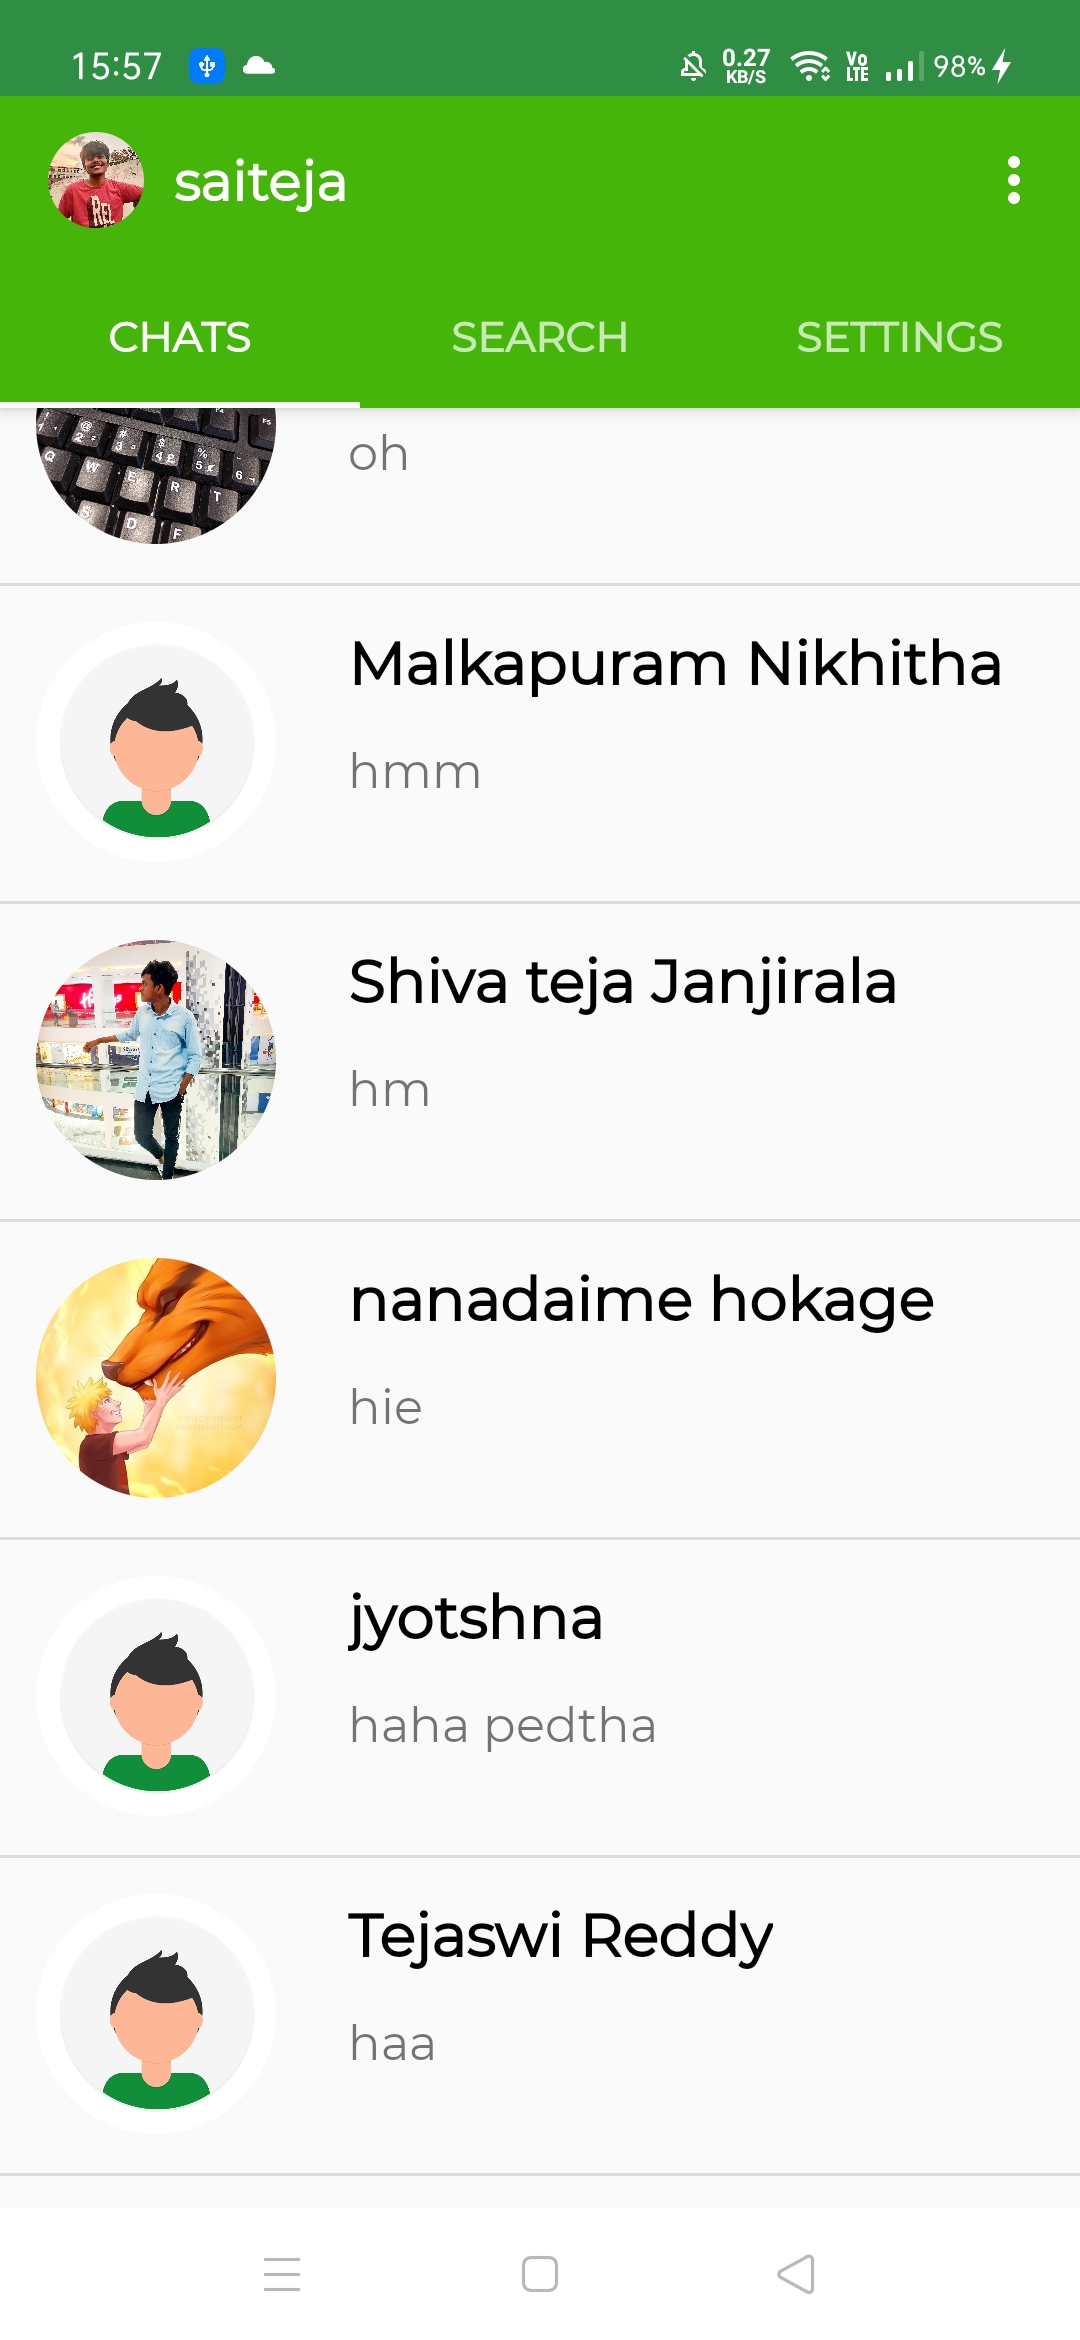 15:57 0.27 KB/S Vo LTE 98%
REL
saiteja
CHATS SEARCH SETTINGS
oh
Malkapuram Nikhitha
hmm
Shiva teja Janjirala
hm
nanadaime hokage
hie
jyotshna
haha pedtha
Tejaswi Reddy
haa